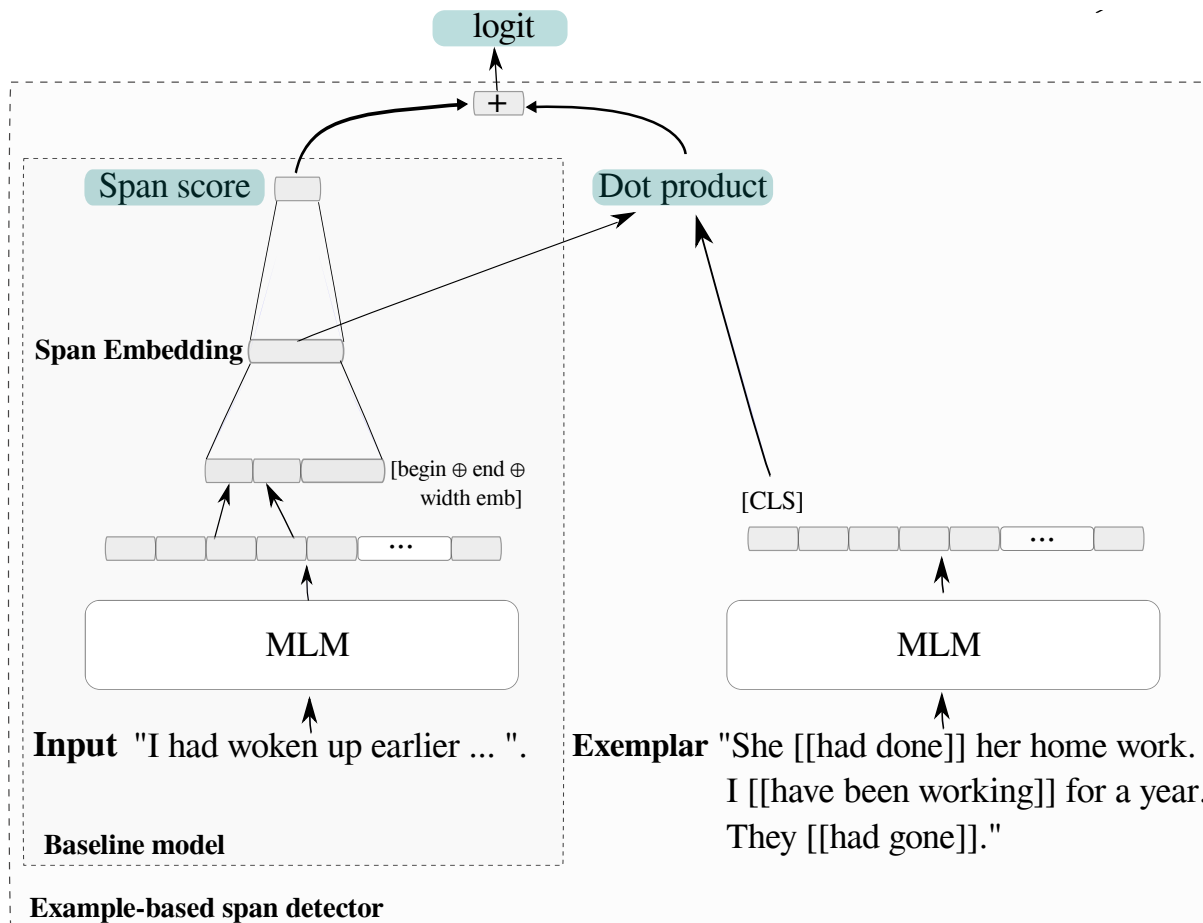 logit
+
Span score
Dot product
Span Embedding
[begin ⊕ end ⊕
width emb]
[CLS]
...
...
MLM
MLM
Input "I had woken up earlier ... ".
Exemplar "She [[had done]] her home work.
I [[have been working]] for a year.
They [[had gone]]."
Baseline model
Example-based span detector